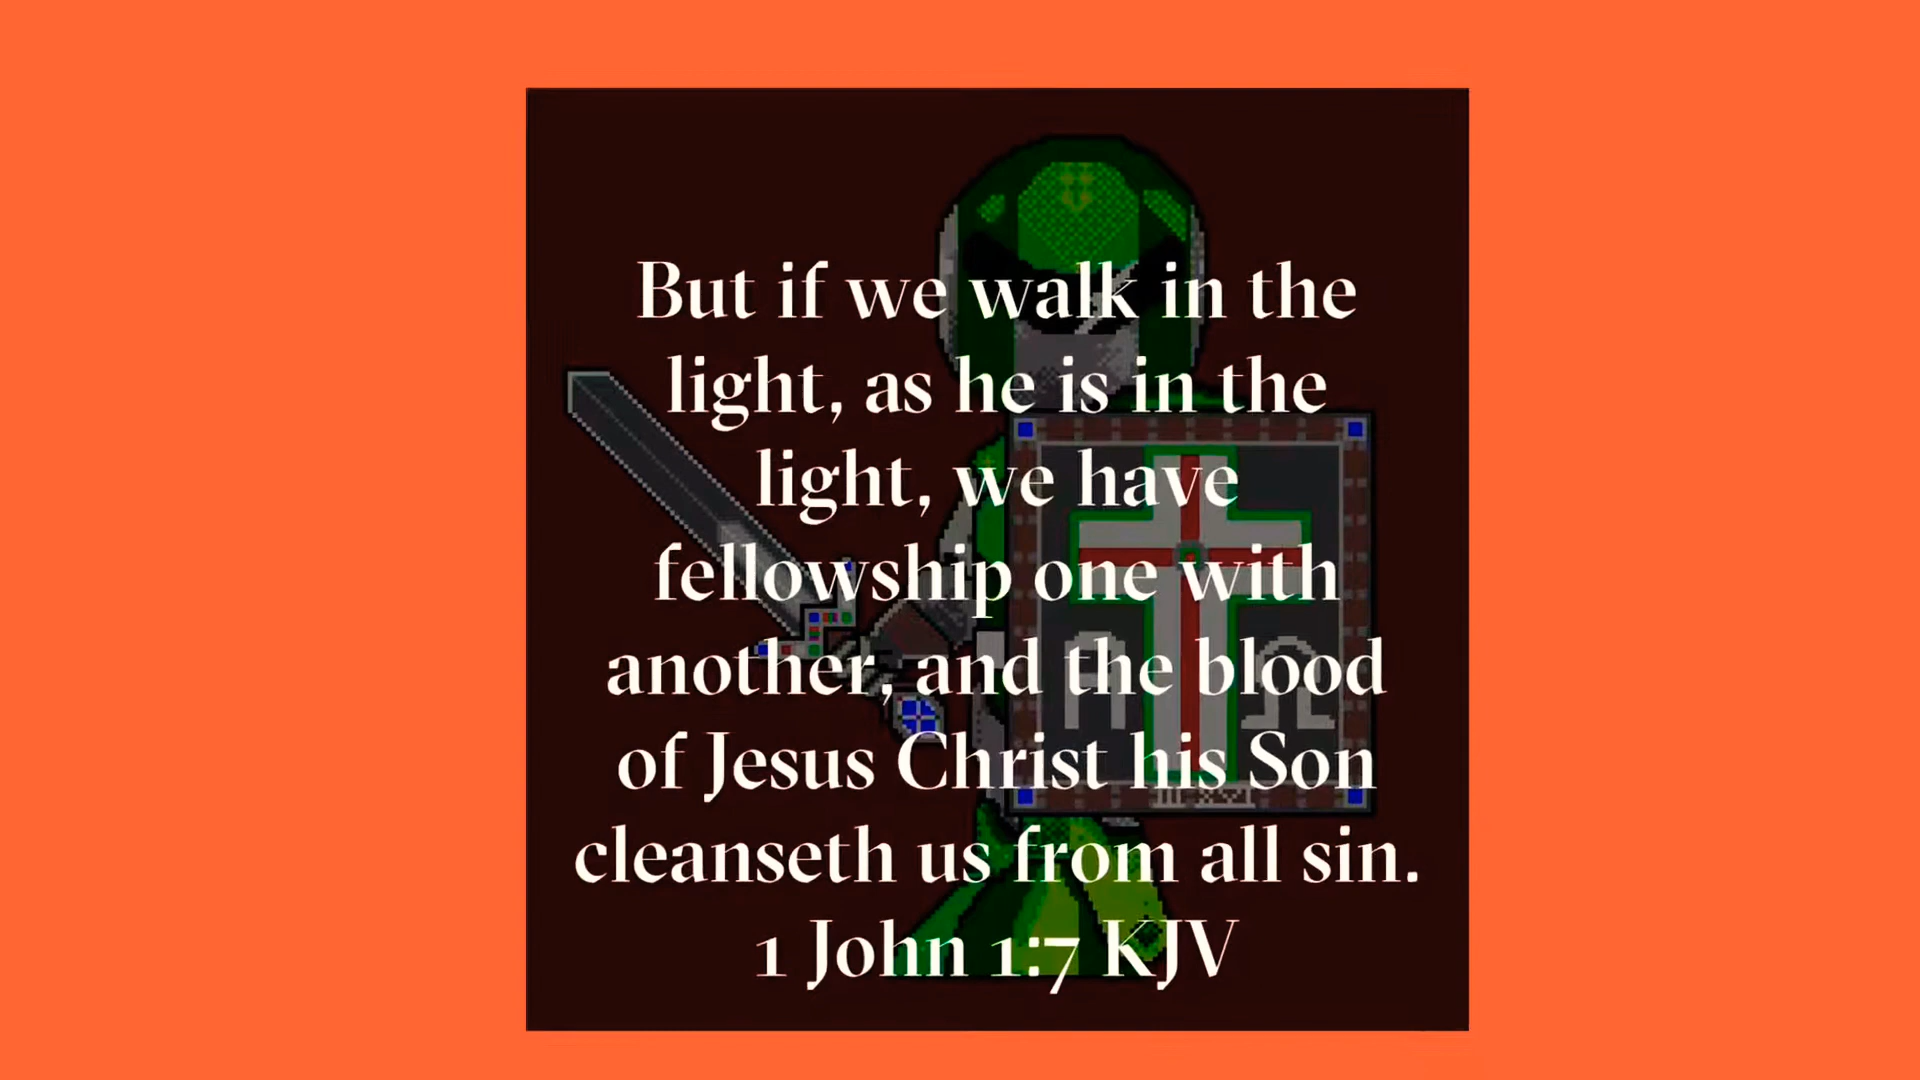 But if we walk in the
light, as he is in the
light, we have
fellowship one with
another, and the blood
of Jesus Christ his Son
cleanseth us from all sin.
1 John 1:7 KJV
Α Ω